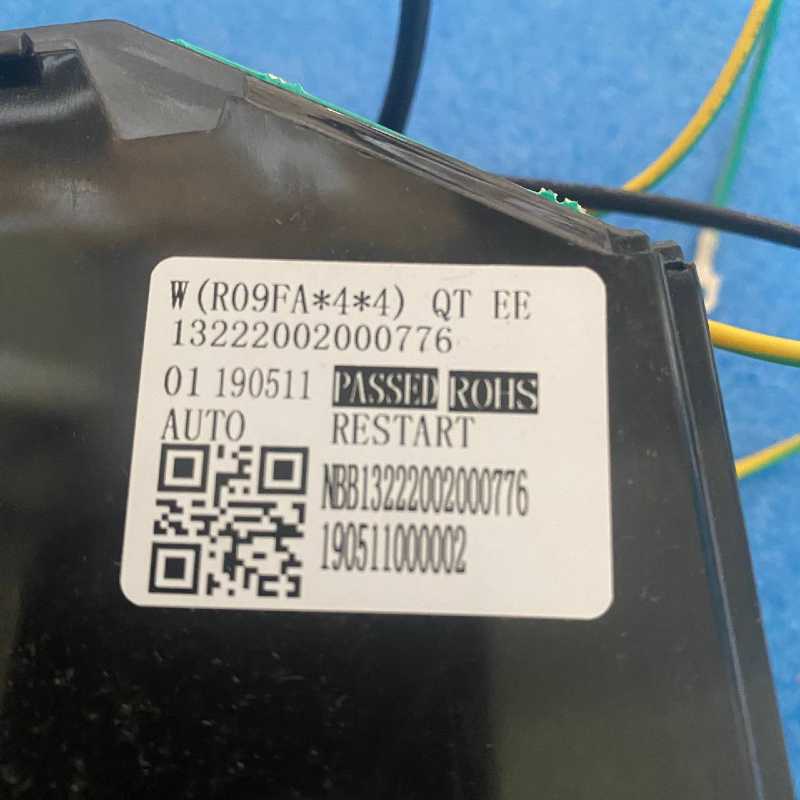 W(R09FA*4*4) QT EE
13222002000776
01 190511 PASSED ROHS
AUTO RESTART
NBB13222002000776
190511000002